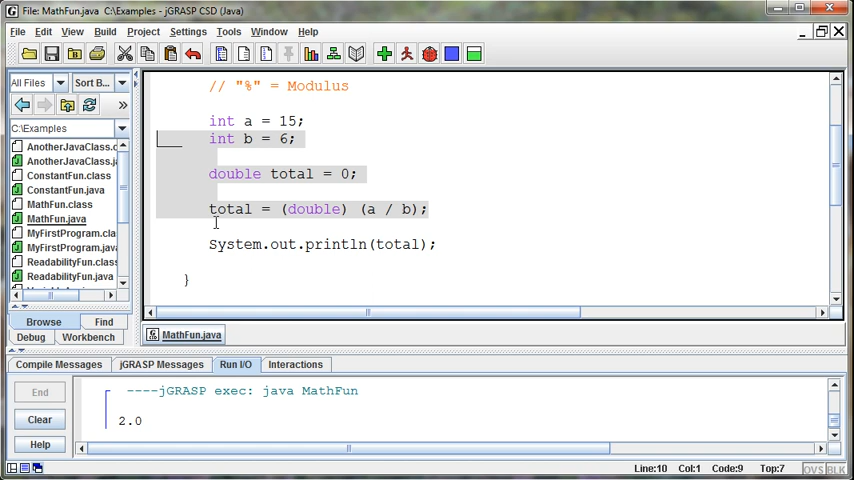 File: MathFun.java  C:\Examples - jGRASP CSD (Java)
File Edit View Build Project Settings Tools Window Help
All Files Sort B...
C:\Examples
AnotherJavaClass.c
AnotherJavaClass.ja
ConstantFun.class
ConstantFun.java
MathFun.class
MathFun.java
MyFirstProgram.clas
MyFirstProgram.java
ReadabilityFun.class
ReadabilityFun.java
Browse Find
Debug Workbench
// "%" = Modulus
int a = 15;
int b = 6;
double total = 0;
total = (double) (a / b);
System.out.println(total);
}
MathFun.java
Compile Messages jGRASP Messages Run I/O Interactions
End
Clear
Help
----jGRASP exec: java MathFun
2.0
Line:10 Col:1 Code:9 Top:7 OVS BLK